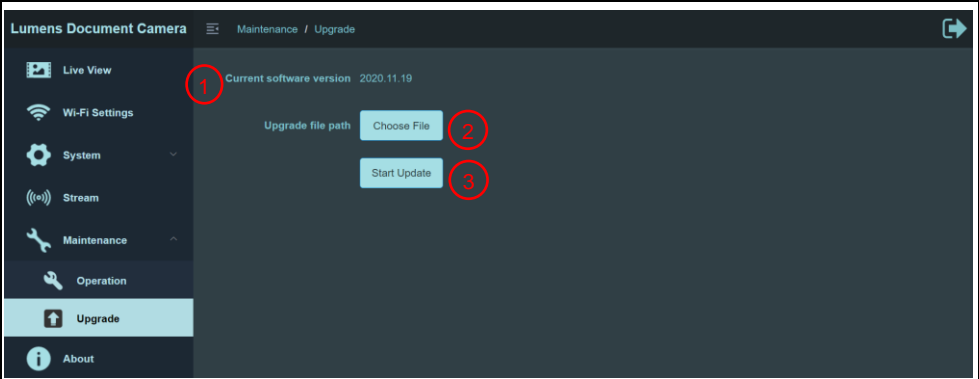 Lumens Document Camera
Maintenance / Upgrade
Live View
Wi-Fi Settings
System
Stream
Maintenance
Operation
Upgrade
About
1
Current software version 2020.11.19
Upgrade file path Choose File
2
Start Update
3